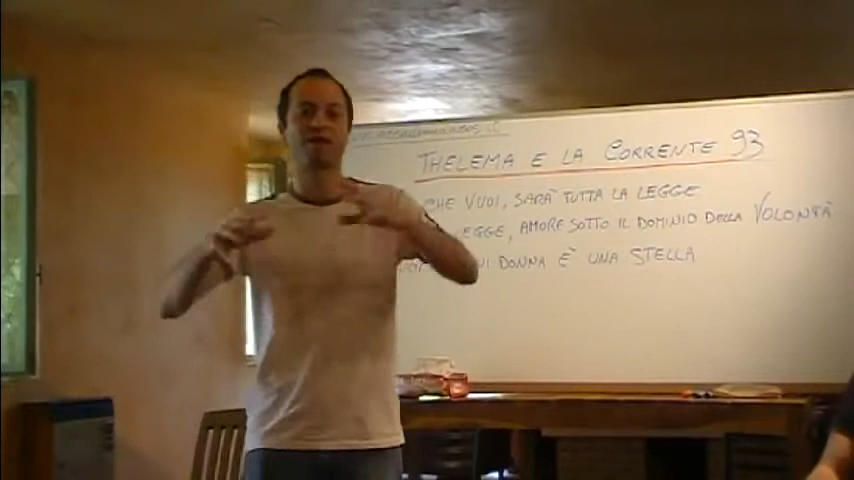 THELEMA E LA CORRENTE 93
CHE VUOI, SARA' TUTTA LA LEGGE
LEGGE, AMORE SOTTO IL DOMINIO DELLA VOLONTÀ
DONNA È UNA STELLA